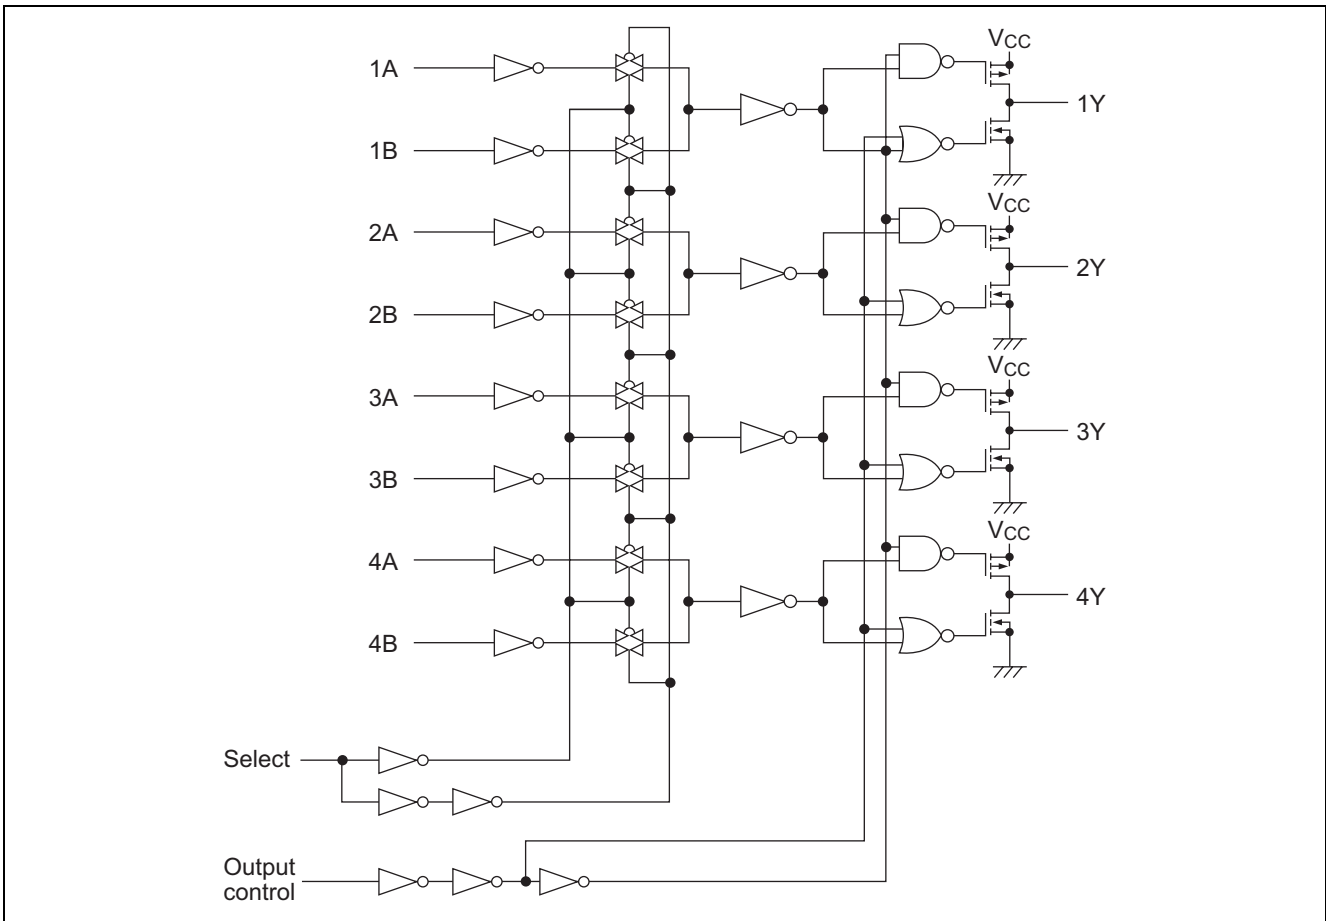 VCC
1A
1Y
1B
VCC
2A
2Y
2B
VCC
3A
3Y
3B
VCC
4A
4Y
4B
Select
Output
control